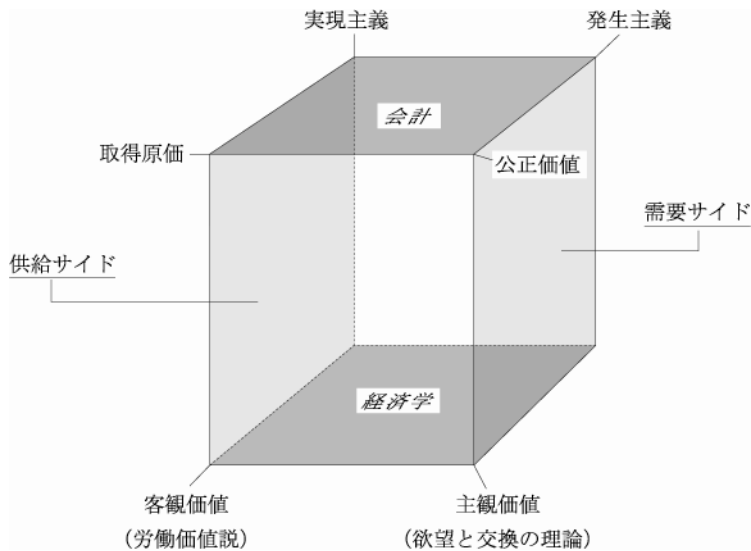 実現主義
発生主義
会計
取得原価
公正価値
需要サイド
供給サイド
経済学
客観価値
（労働価値説）
主観価値
（欲望と交換の理論）